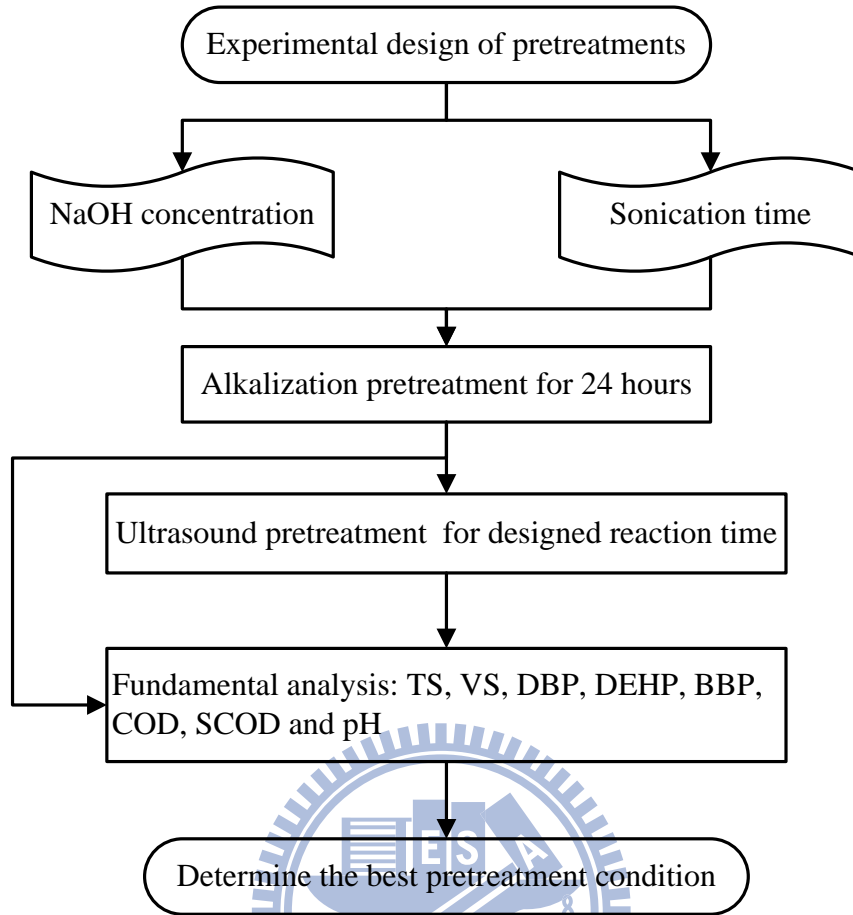 Experimental design of pretreatments
NaOH concentration
Sonication time
Alkalization pretreatment for 24 hours
Ultrasound pretreatment for designed reaction time
Fundamental analysis: TS, VS, DBP, DEHP, BBP,
COD, SCOD and pH
E S A
Determine the best pretreatment condition